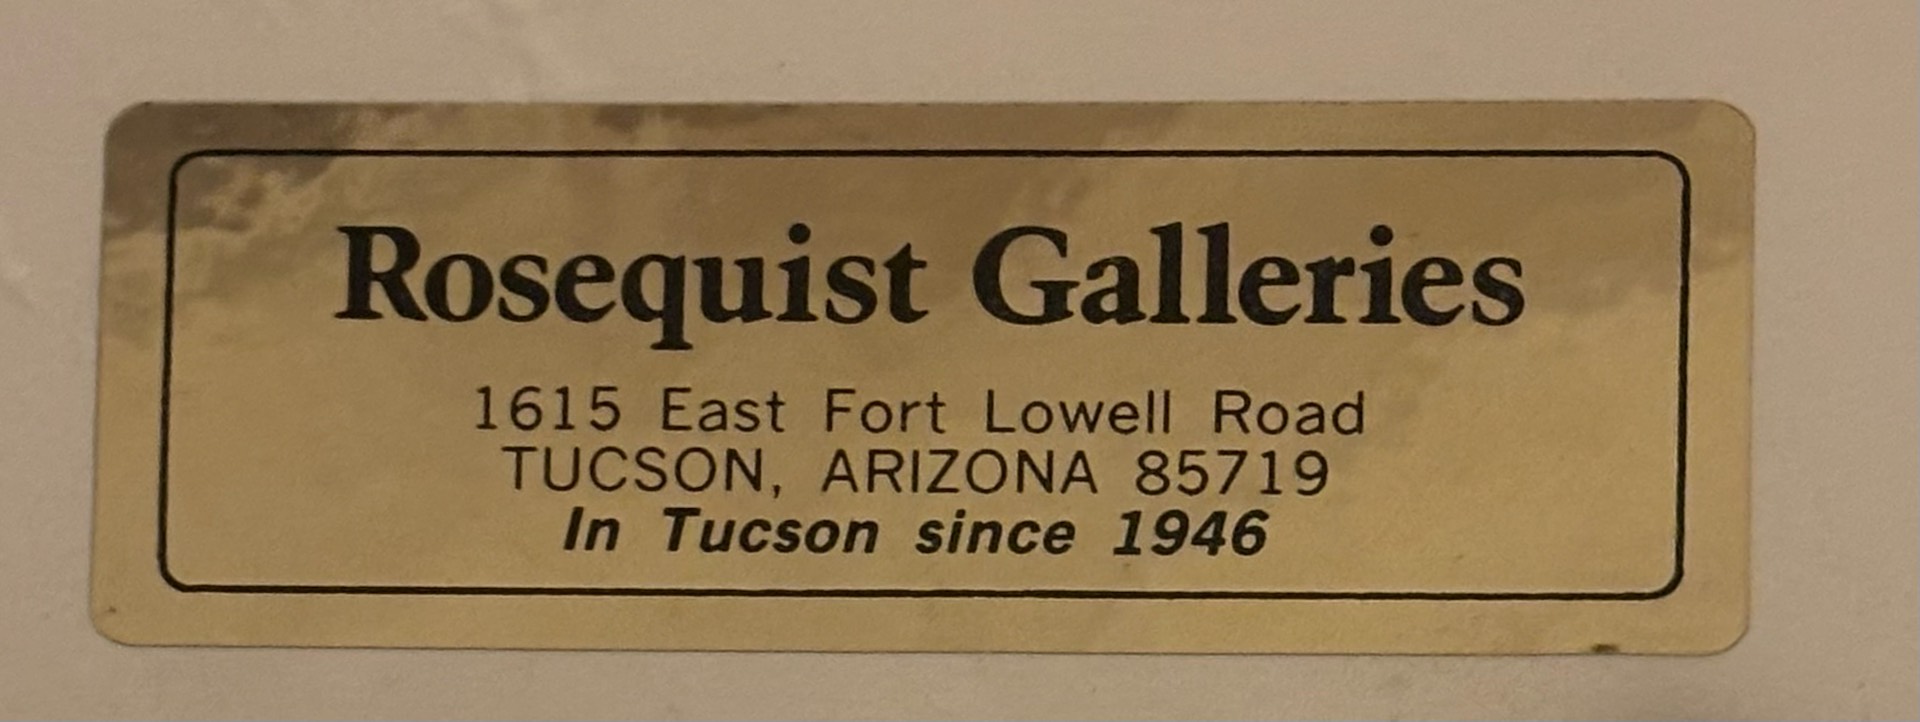 Rosequist Galleries
1615 East Fort Lowell Road
TUCSON, ARIZONA 85719
In Tucson since 1946